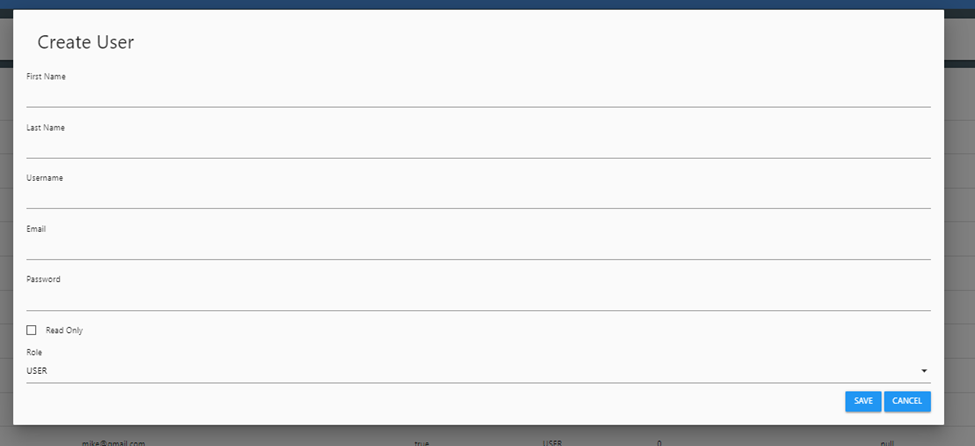 Create User
First Name
Last Name
Username
Email
Password
Read Only
Role
USER
SAVE CANCEL
mike@gmail.com true USER 0 null